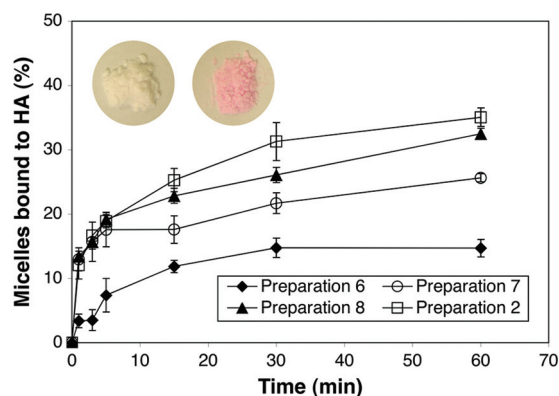 50
40
30
20
10
0
Micelles bound to HA (%)
Preparation 6 Preparation 7
Preparation 8 Preparation 2
0 10 20 30 40 50 60 70
Time (min)